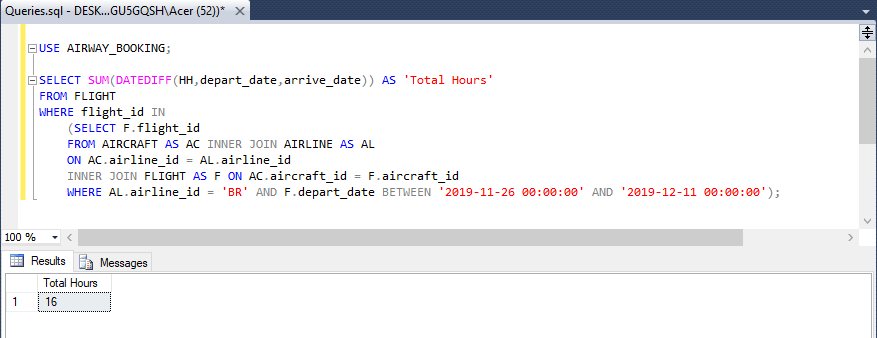 Queries.sql - DESK...GU5GQSH\Acer (52))*
USE AIRWAY_BOOKING;
SELECT SUM(DATEDIFF(HH,depart_date,arrive_date)) AS 'Total Hours'
FROM FLIGHT
WHERE flight_id IN
(SELECT F.flight_id
FROM AIRCRAFT AS AC INNER JOIN AIRLINE AS AL
ON AC.airline_id = AL.airline_id
INNER JOIN FLIGHT AS F ON AC.aircraft_id = F.aircraft_id
WHERE AL.airline_id = 'BR' AND F.depart_date BETWEEN '2019-11-26 00:00:00' AND '2019-12-11 00:00:00');
100 %
Results Messages
Total Hours
1 16